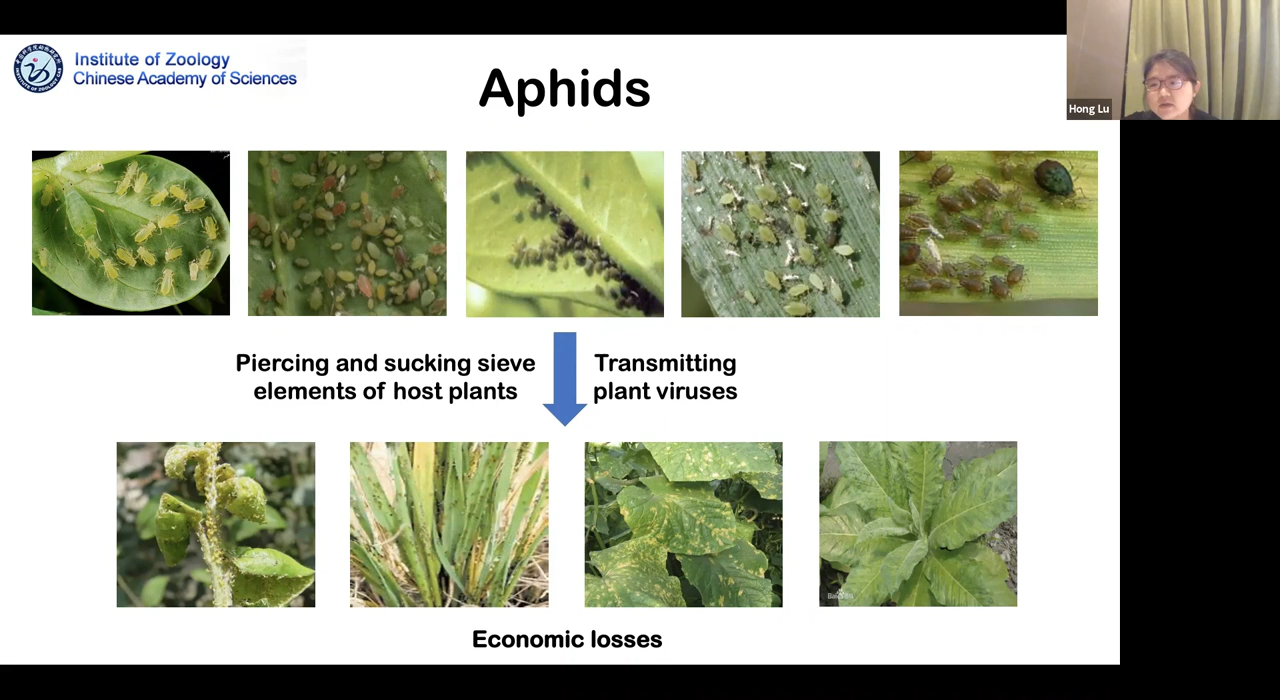 Institute of Zoology
Chinese Academy of Sciences
Aphids
Hong Lu
Piercing and sucking sieve
elements of host plants
Transmitting
plant viruses
Economic losses